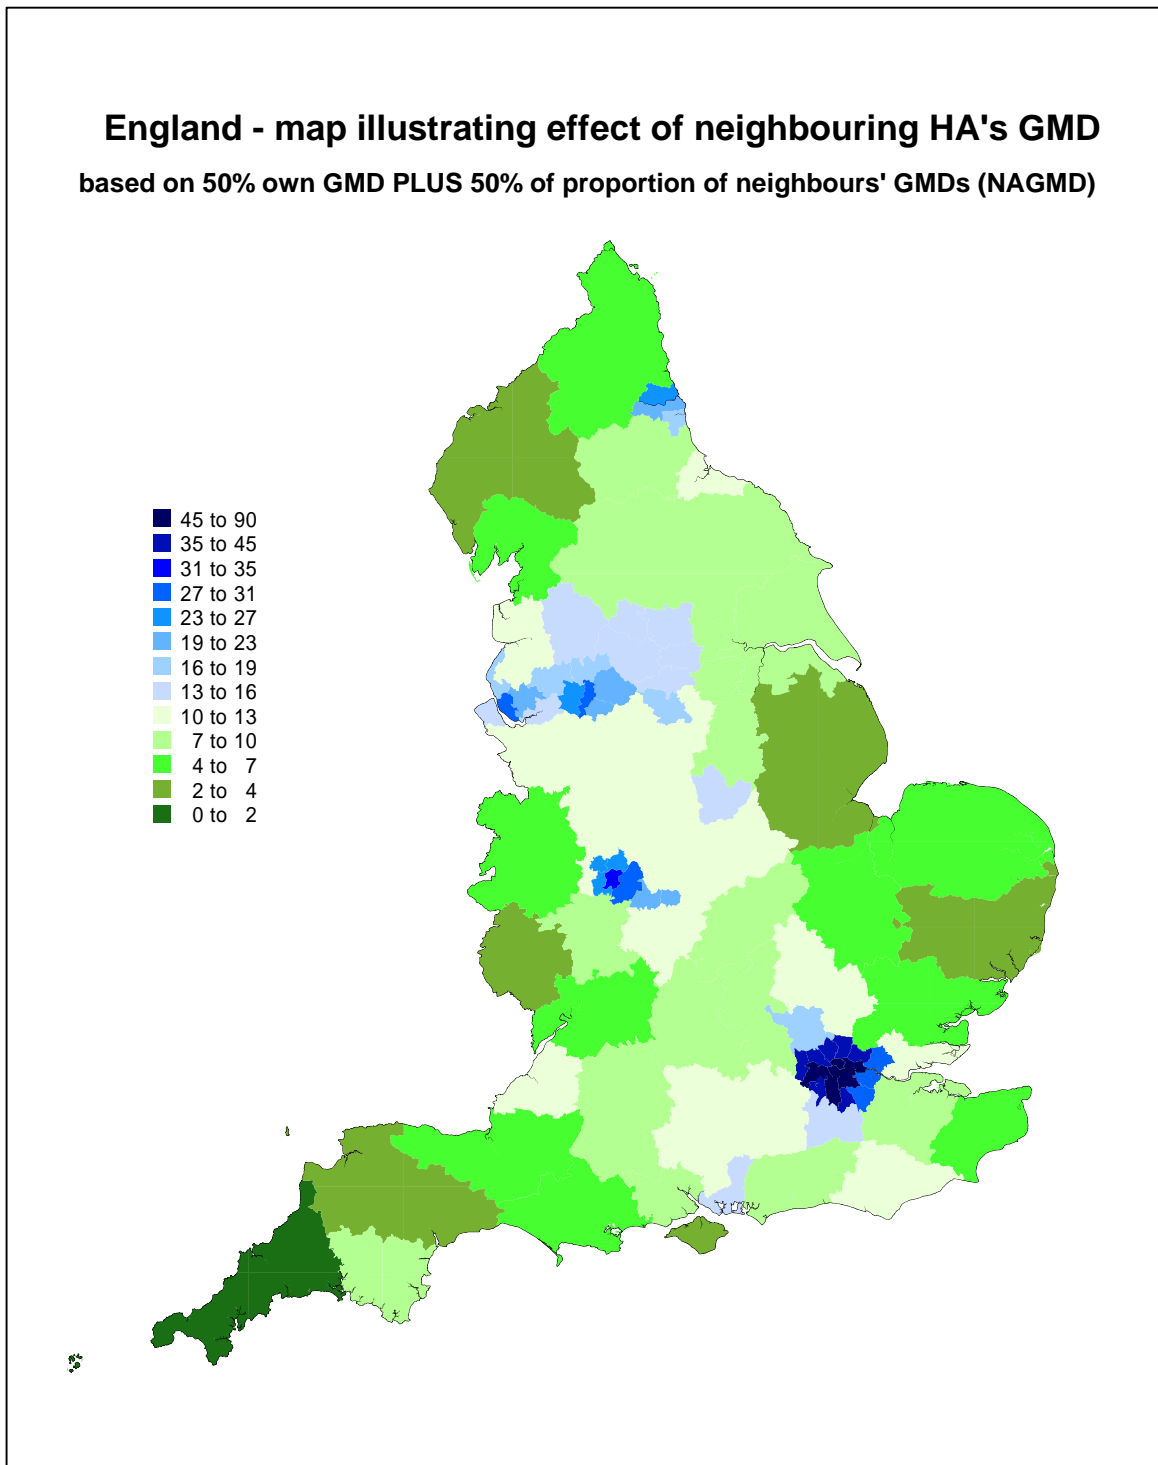 England - map illustrating effect of neighbouring HA's GMD
based on 50% own GMD PLUS 50% of proportion of neighbours' GMDs (NAGMD)
45 to 90
35 to 45
31 to 35
27 to 31
23 to 27
19 to 23
16 to 19
13 to 16
10 to 13
7 to 10
4 to 7
2 to 4
0 to 2